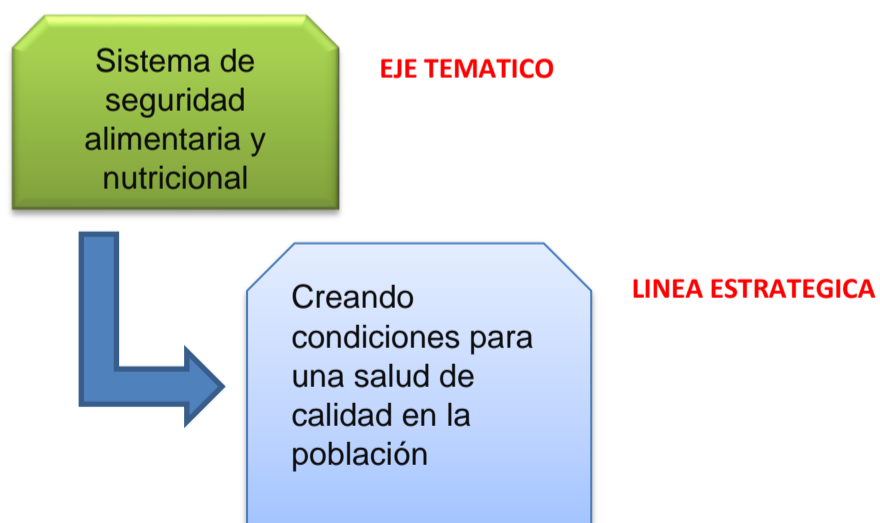 Sistema de
seguridad
alimentaria y
nutricional
EJE TEMATICO
Creando
condiciones para
una salud de
calidad en la
población
LINEA ESTRATEGICA